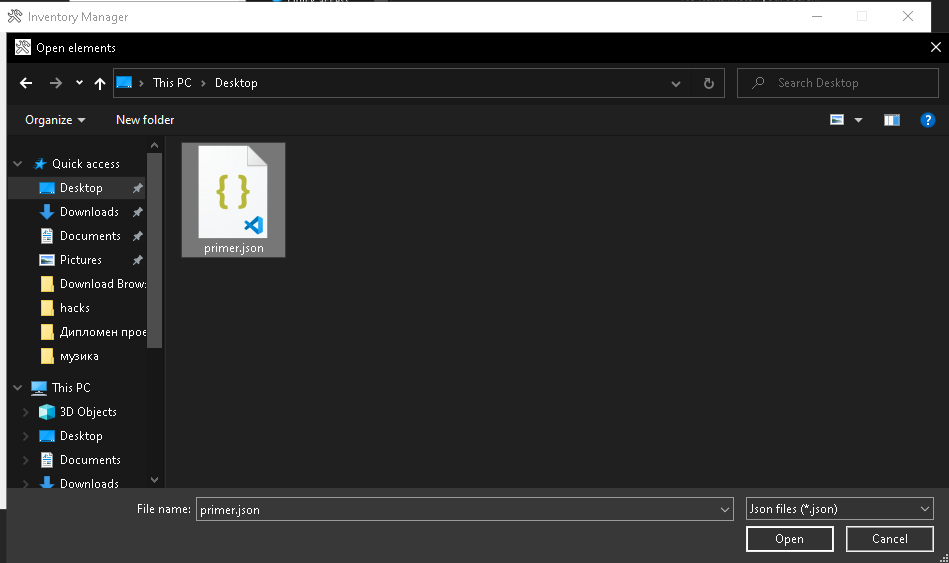 Inventory Manager
Open elements
This PC
Desktop
Search Desktop
Organize
New folder
?
Quick access
Desktop
Downloads
Documents
Pictures
Download Brow
hacks
Дипломен прое
музика
This PC
3D Objects
Desktop
Documents
Downloads
{ }
primer.json
File name:
primer.json
Json files (*.json)
Open
Cancel